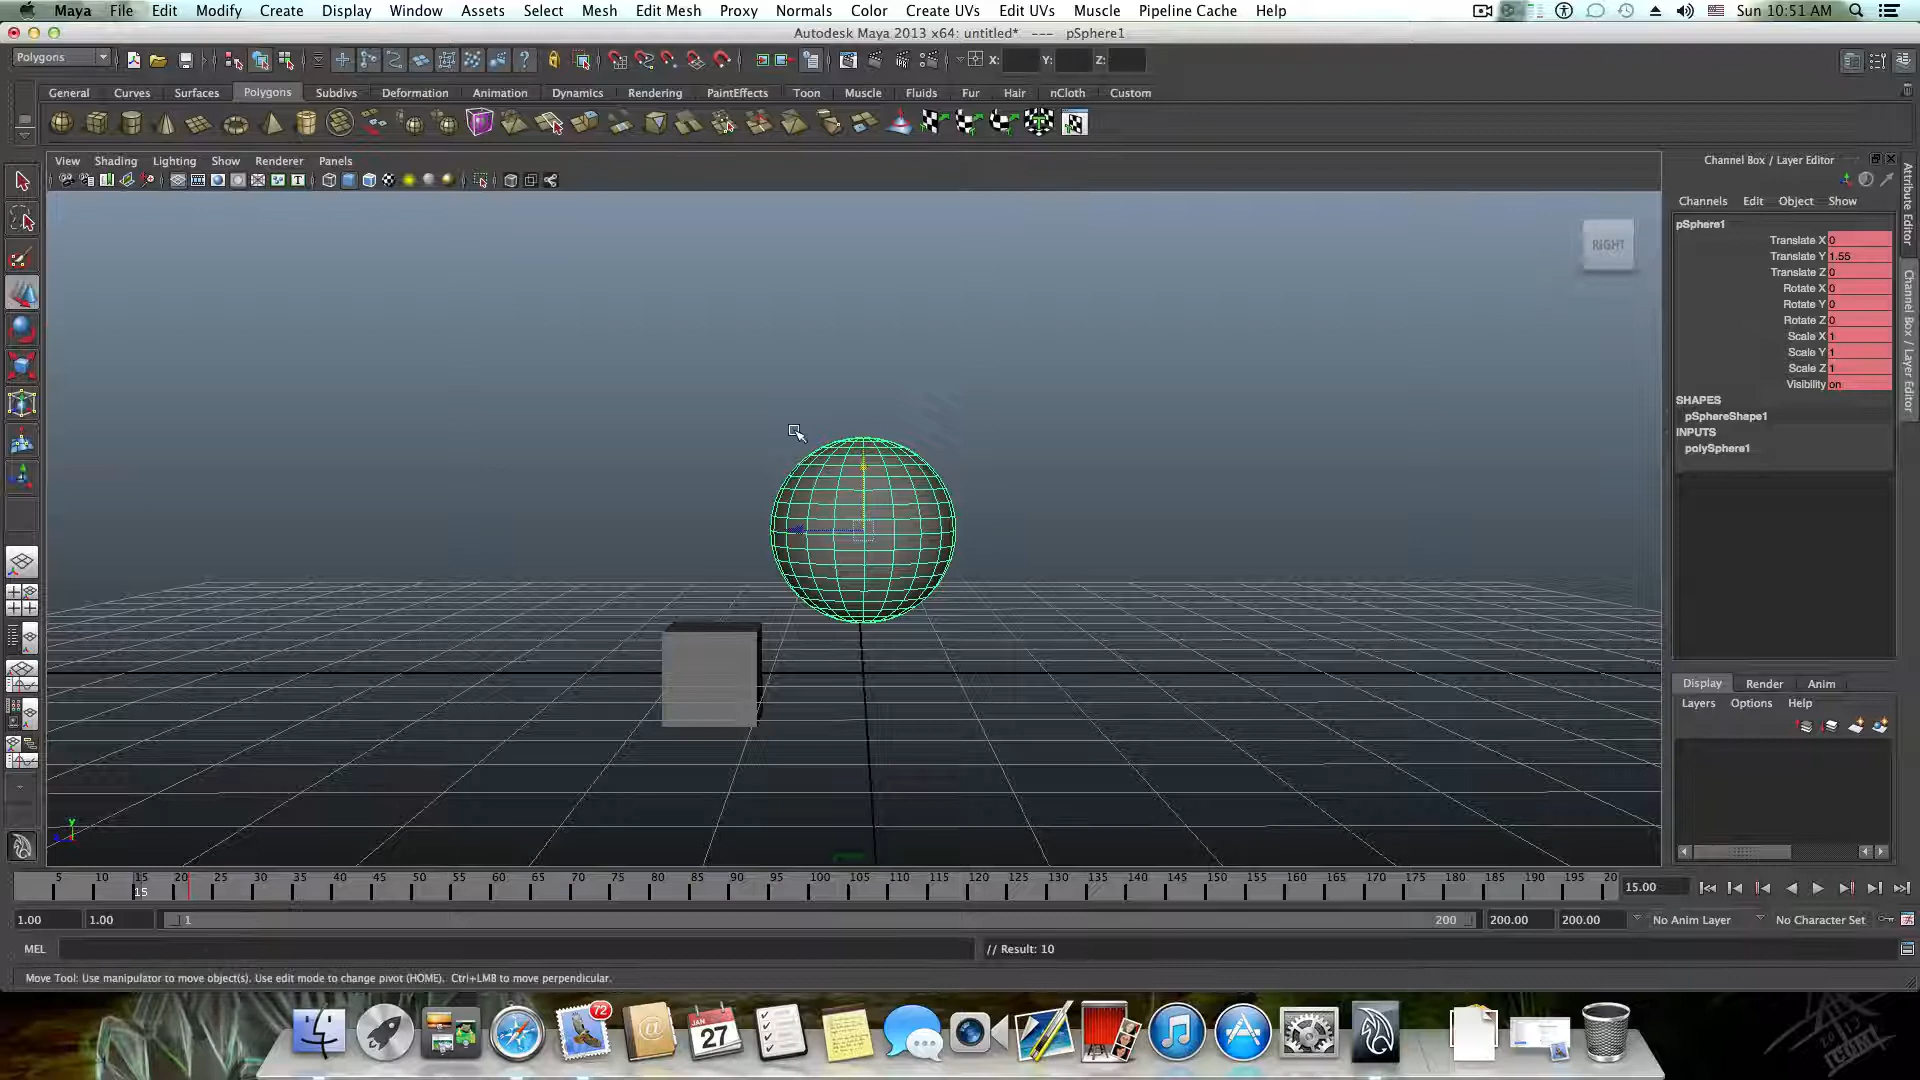 Maya File Edit Modify Create Display Window Assets Select Mesh Edit Mesh Proxy Normals Color Create UVs Edit UVs Muscle Pipeline Cache Help Sun 10:51 AM
Autodesk Maya 2013 x64: untitled* --- pSphere1
Polygons X: Y: Z:
General Curves Surfaces Polygons Subdivs Deformation Animation Dynamics Rendering PaintEffects Toon Muscle Fluids Fur Hair nCloth Custom
View Shading Lighting Show Renderer Panels
Channel Box / Layer Editor
Channels Edit Object Show
pSphere1
Translate X 0
Translate Y 1.55
Translate Z 0
Rotate X 0
Rotate Y 0
Rotate Z 0
Scale X 1
Scale Y 1
Scale Z 1
Visibility on
SHAPES
pSphereShape1
INPUTS
polySphere1
Attribute Editor
Channel Box / Layer Editor
RIGHT
Display Render Anim
Layers Options Help
y
5 10 15 20 25 30 35 40 45 50 55 60 65 70 75 80 85 90 95 100 105 110 115 120 125 130 135 140 145 150 155 160 165 170 175 180 185 190 195 20
15
15.00
1.00 1.00 1 200 200.00 200.00 No Anim Layer No Character Set
MEL // Result: 10
Move Tool: Use manipulator to move object(s). Use edit mode to change pivot (HOME). Ctrl+LMB to move perpendicular.
72
JAN
27